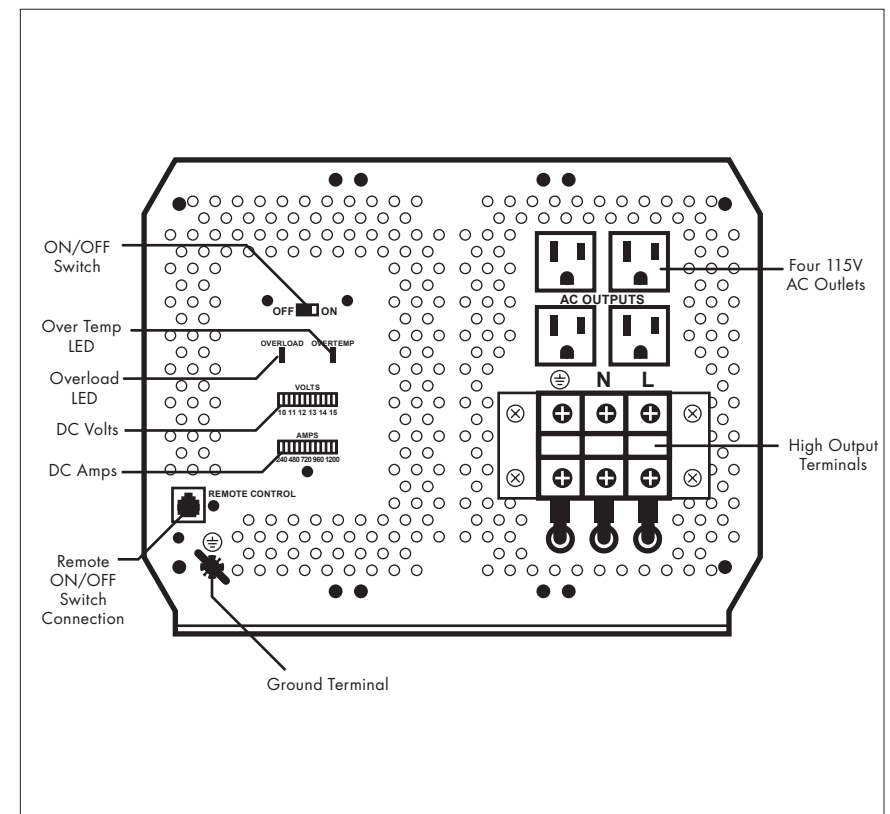 ON/OFF
Switch
OFF ON
Over Temp
LED
OVERLOAD OVERTEMP
Overload
LED
VOLTS
10 11 12 13 14 15
DC Volts
AMPS
240 480 720 960 1200
DC Amps
REMOTE CONTROL
Remote
ON/OFF
Switch
Connection
Ground Terminal
Four 115V
AC Outlets
AC OUTPUTS
N L
High Output
Terminals